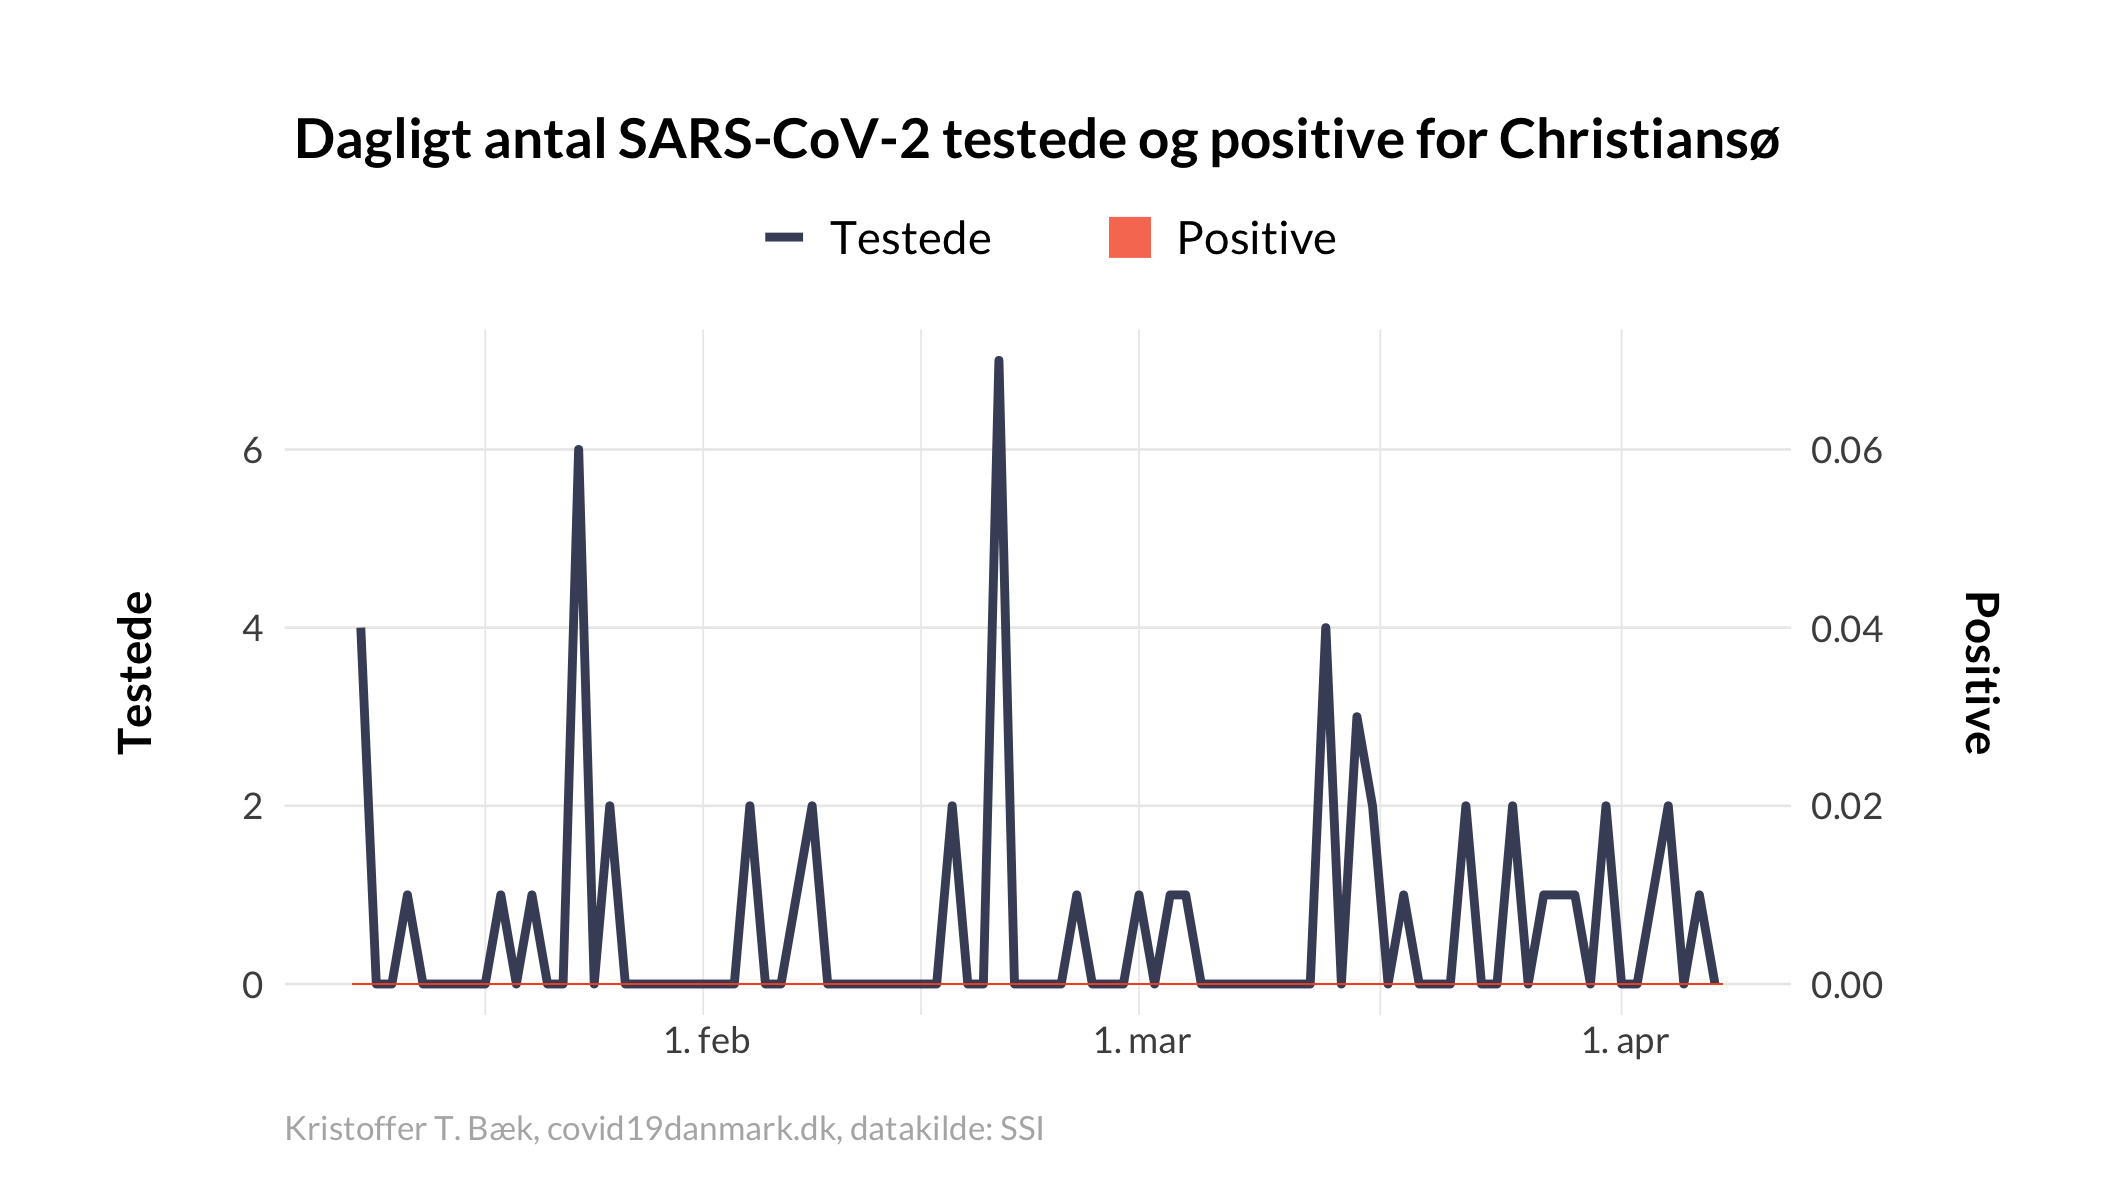 Dagligt antal SARS-CoV-2 testede og positive for Christiansø
Testede Positive
6 0.06
4 0.04
2 0.02
0 0.00
Testede
Positive
1. feb 1. mar 1. apr
Kristoffer T. Bæk, covid19danmark.dk, datakilde: SSI